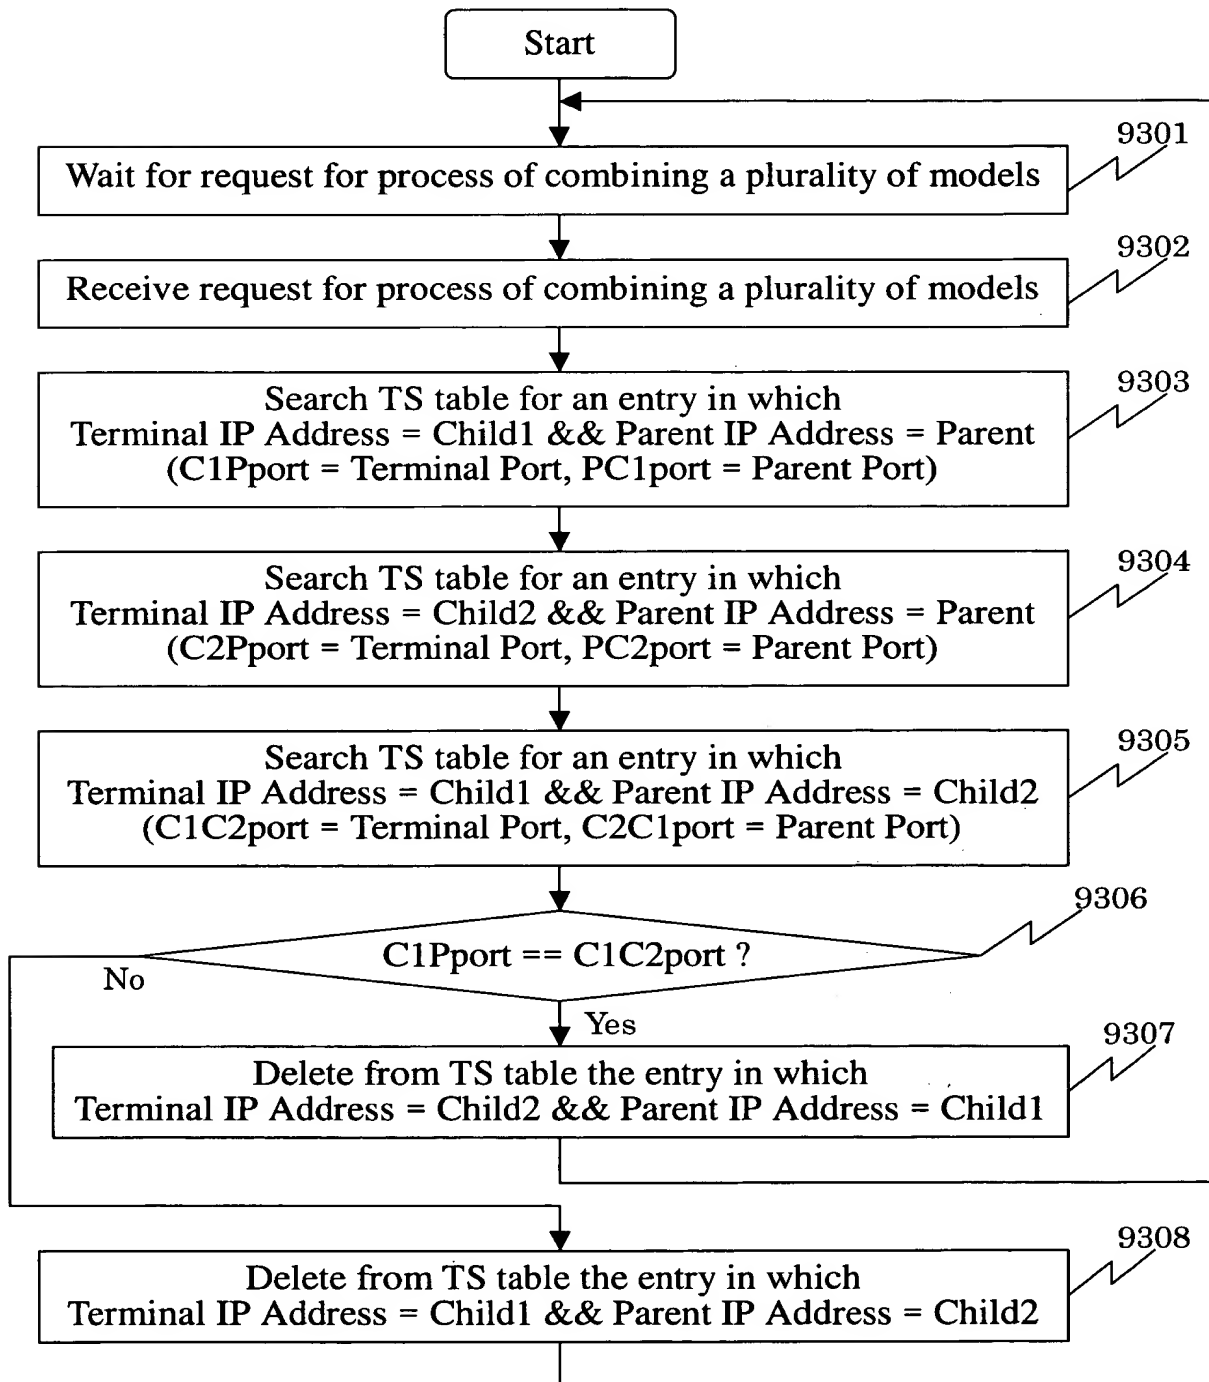 Start
9301
Wait for request for process of combining a plurality of models
9302
Receive request for process of combining a plurality of models
9303
Search TS table for an entry in which
Terminal IP Address = Child1 && Parent IP Address = Parent
(C1Pport = Terminal Port, PC1port = Parent Port)
9304
Search TS table for an entry in which
Terminal IP Address = Child2 && Parent IP Address = Parent
(C2Pport = Terminal Port, PC2port = Parent Port)
9305
Search TS table for an entry in which
Terminal IP Address = Child1 && Parent IP Address = Child2
(C1C2port = Terminal Port, C2C1port = Parent Port)
9306
C1Pport == C1C2port ?
No
Yes
9307
Delete from TS table the entry in which
Terminal IP Address = Child2 && Parent IP Address = Child1
9308
Delete from TS table the entry in which
Terminal IP Address = Child1 && Parent IP Address = Child2